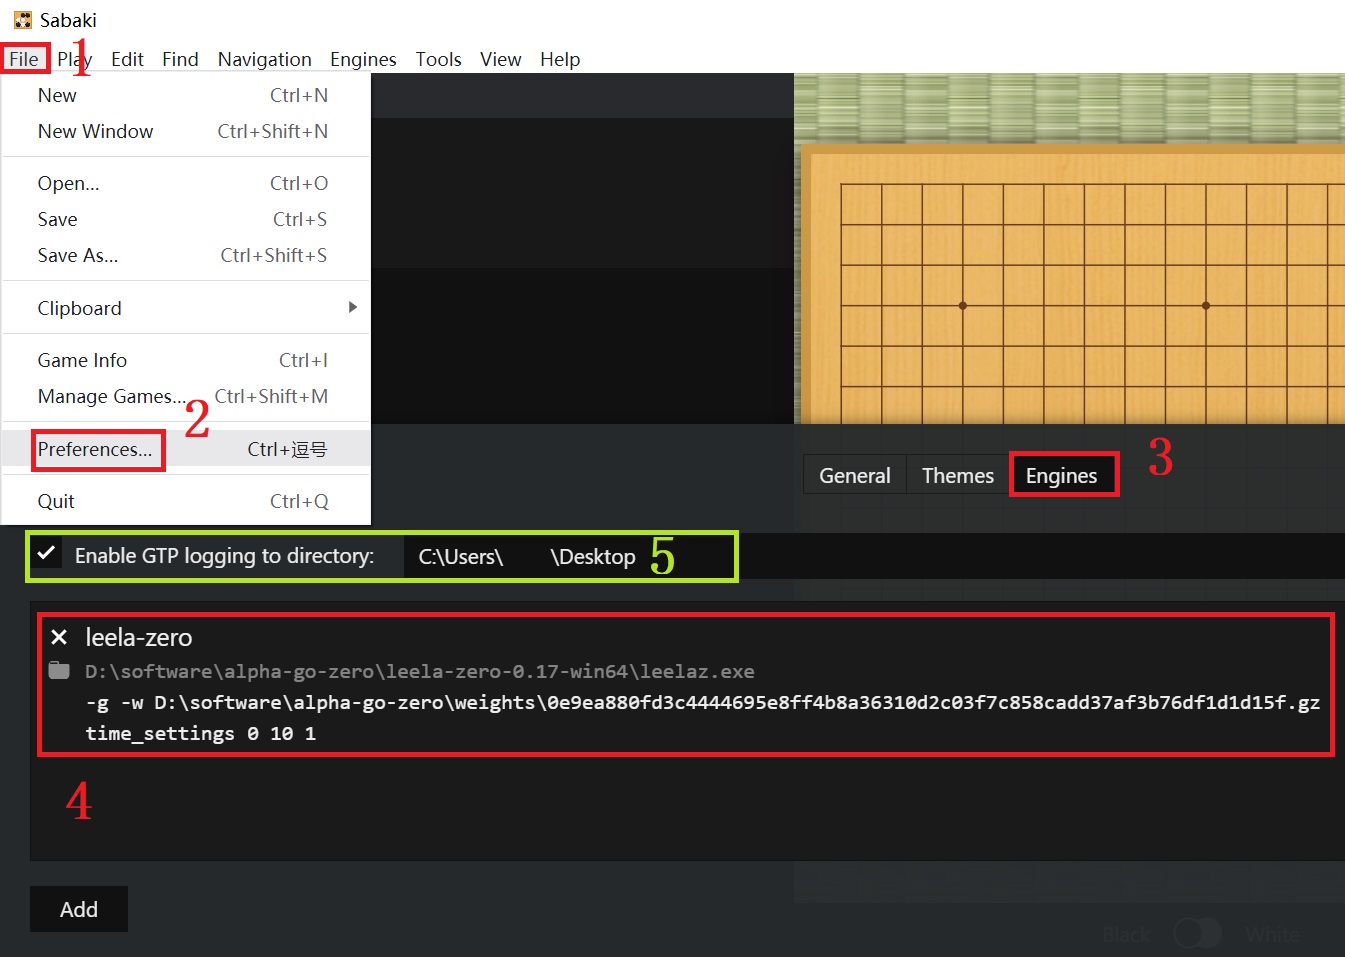 Sabaki
File Play Edit Find Navigation Engines Tools View Help
1
New Ctrl+N
New Window Ctrl+Shift+N
Open... Ctrl+O
Save Ctrl+S
Save As... Ctrl+Shift+S
Clipboard
Game Info Ctrl+I
Manage Games... Ctrl+Shift+M
2
Preferences... Ctrl+逗号
Quit Ctrl+Q
General Themes Engines
3
Enable GTP logging to directory: C:\Users\ \Desktop
5
leela-zero
D:\software\alpha-go-zero\leela-zero-0.17-win64\leelaz.exe
-g -w D:\software\alpha-go-zero\weights\0e9ea880fd3c4444695e8ff4b8a36310d2c03f7c858cadd37af3b76df1d1d15f.gz
time_settings 0 10 1
4
Add
Black White